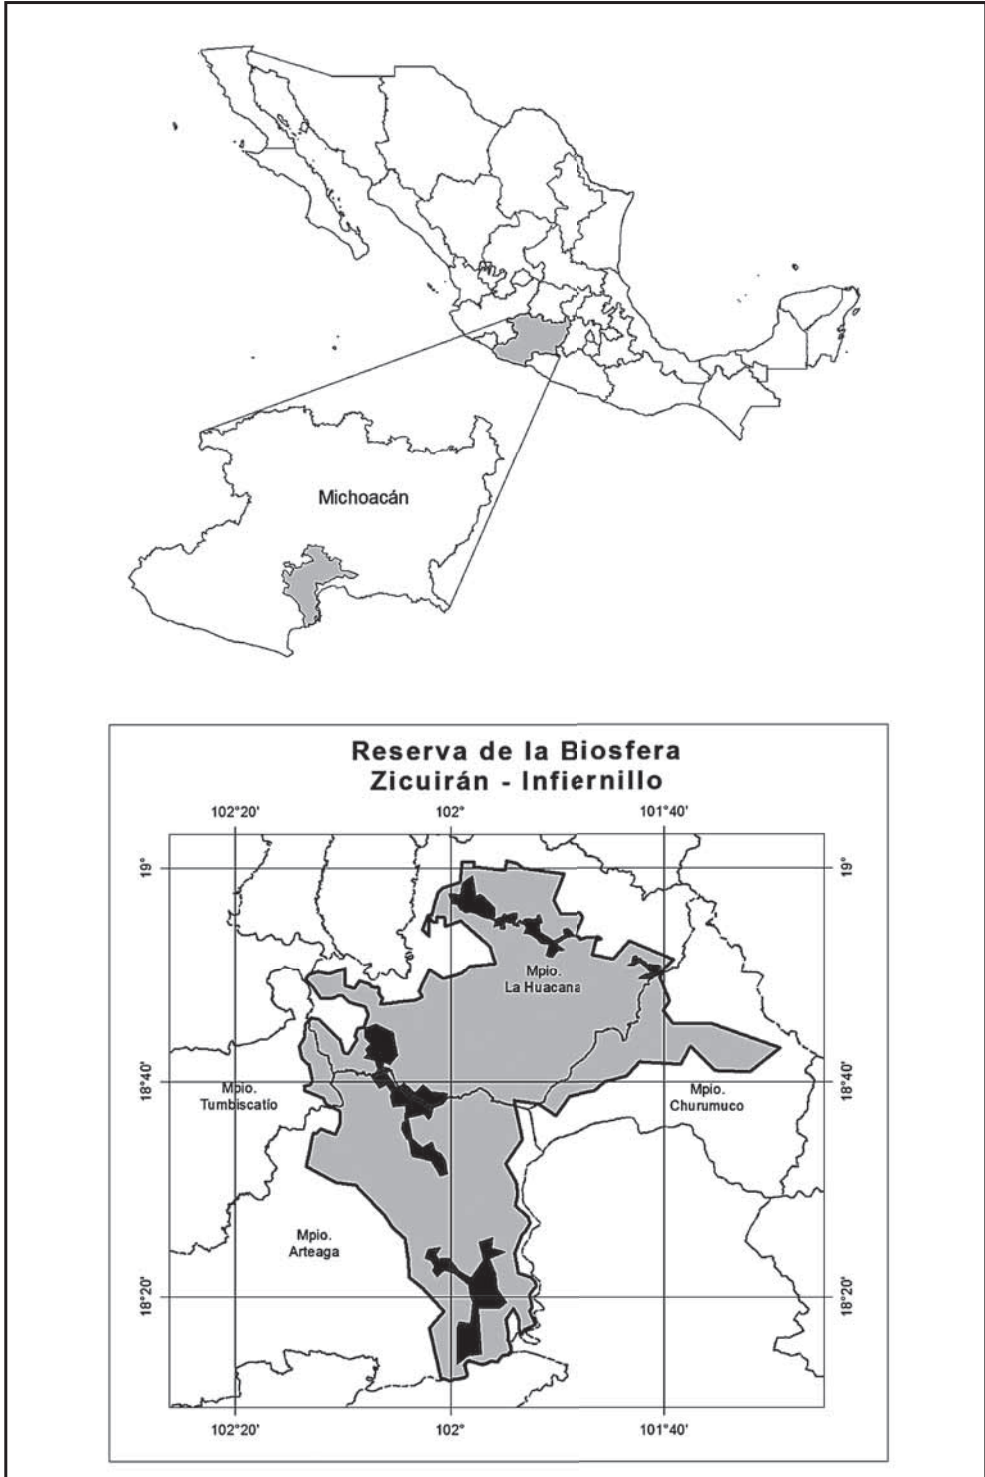 Michoacán
Reserva de la Biosfera
Zicuirán - Infiernillo
102°20'
102°
101°40'
19°
19°
Mpio.
La Huacana
18°40'
18°40'
Mpio.
Tumbiscatío
Mpio.
Churumuco
Mpio.
Arteaga
18°20'
18°20'
102°20'
102°
101°40'